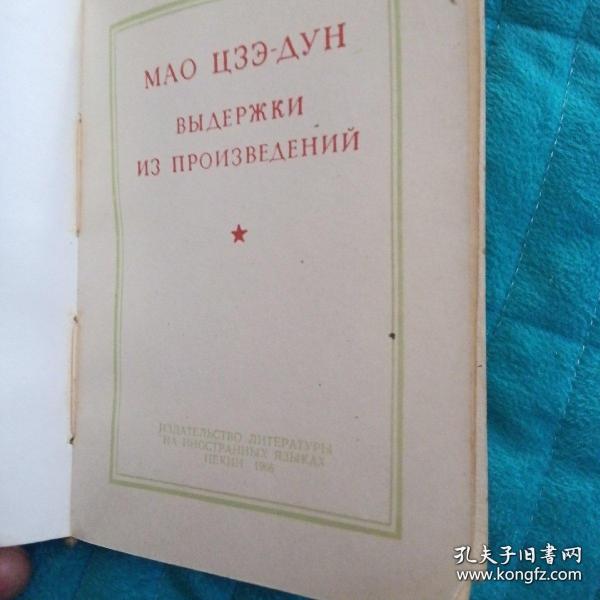 МАО ЦЗЭ-ДУН
ВЫДЕРЖКИ
ИЗ ПРОИЗВЕДЕНИЙ
ИЗДАТЕЛЬСТВО ЛИТЕРАТУРЫ
НА ИНОСТРАННЫХ ЯЗЫКАХ
ПЕКИН 1966
孔夫子旧书网
www.kongfz.com